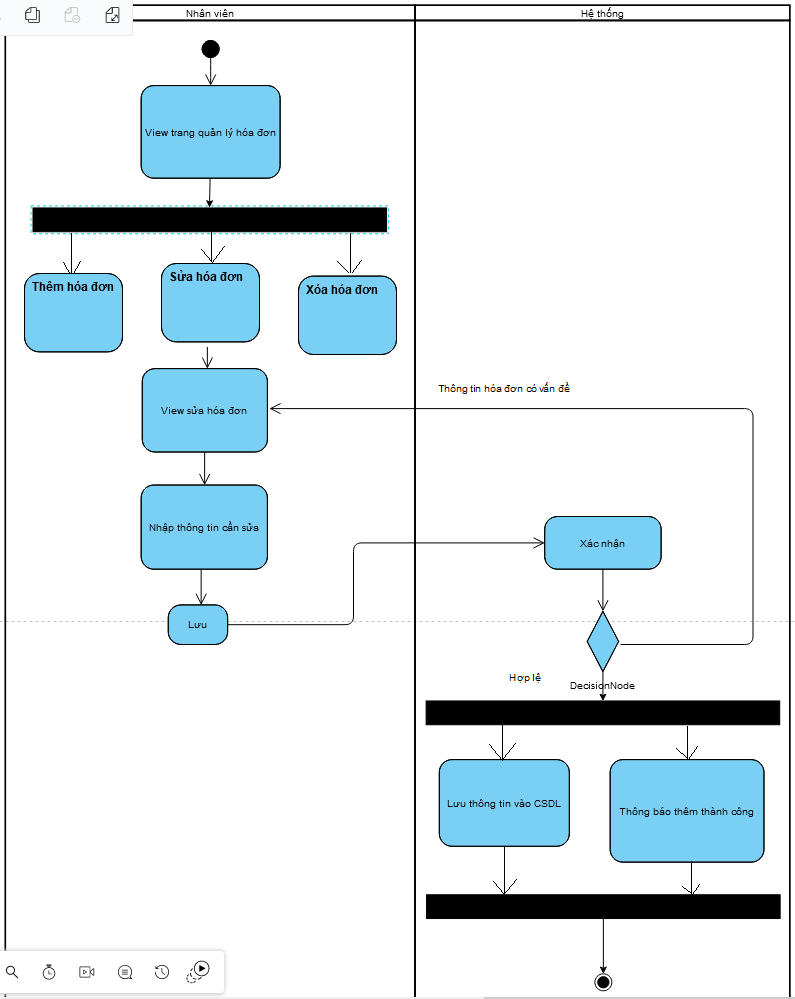 Nhân viên
Hệ thống
View trang quản lý hóa đơn
Thêm hóa đơn
Sửa hóa đơn
Xóa hóa đơn
Thông tin hóa đơn có vấn đề
View sửa hóa đơn
Nhập thông tin cần sửa
Xác nhận
Lưu
Hợp lệ
DecisionNode
Lưu thông tin vào CSDL
Thông báo thêm thành công